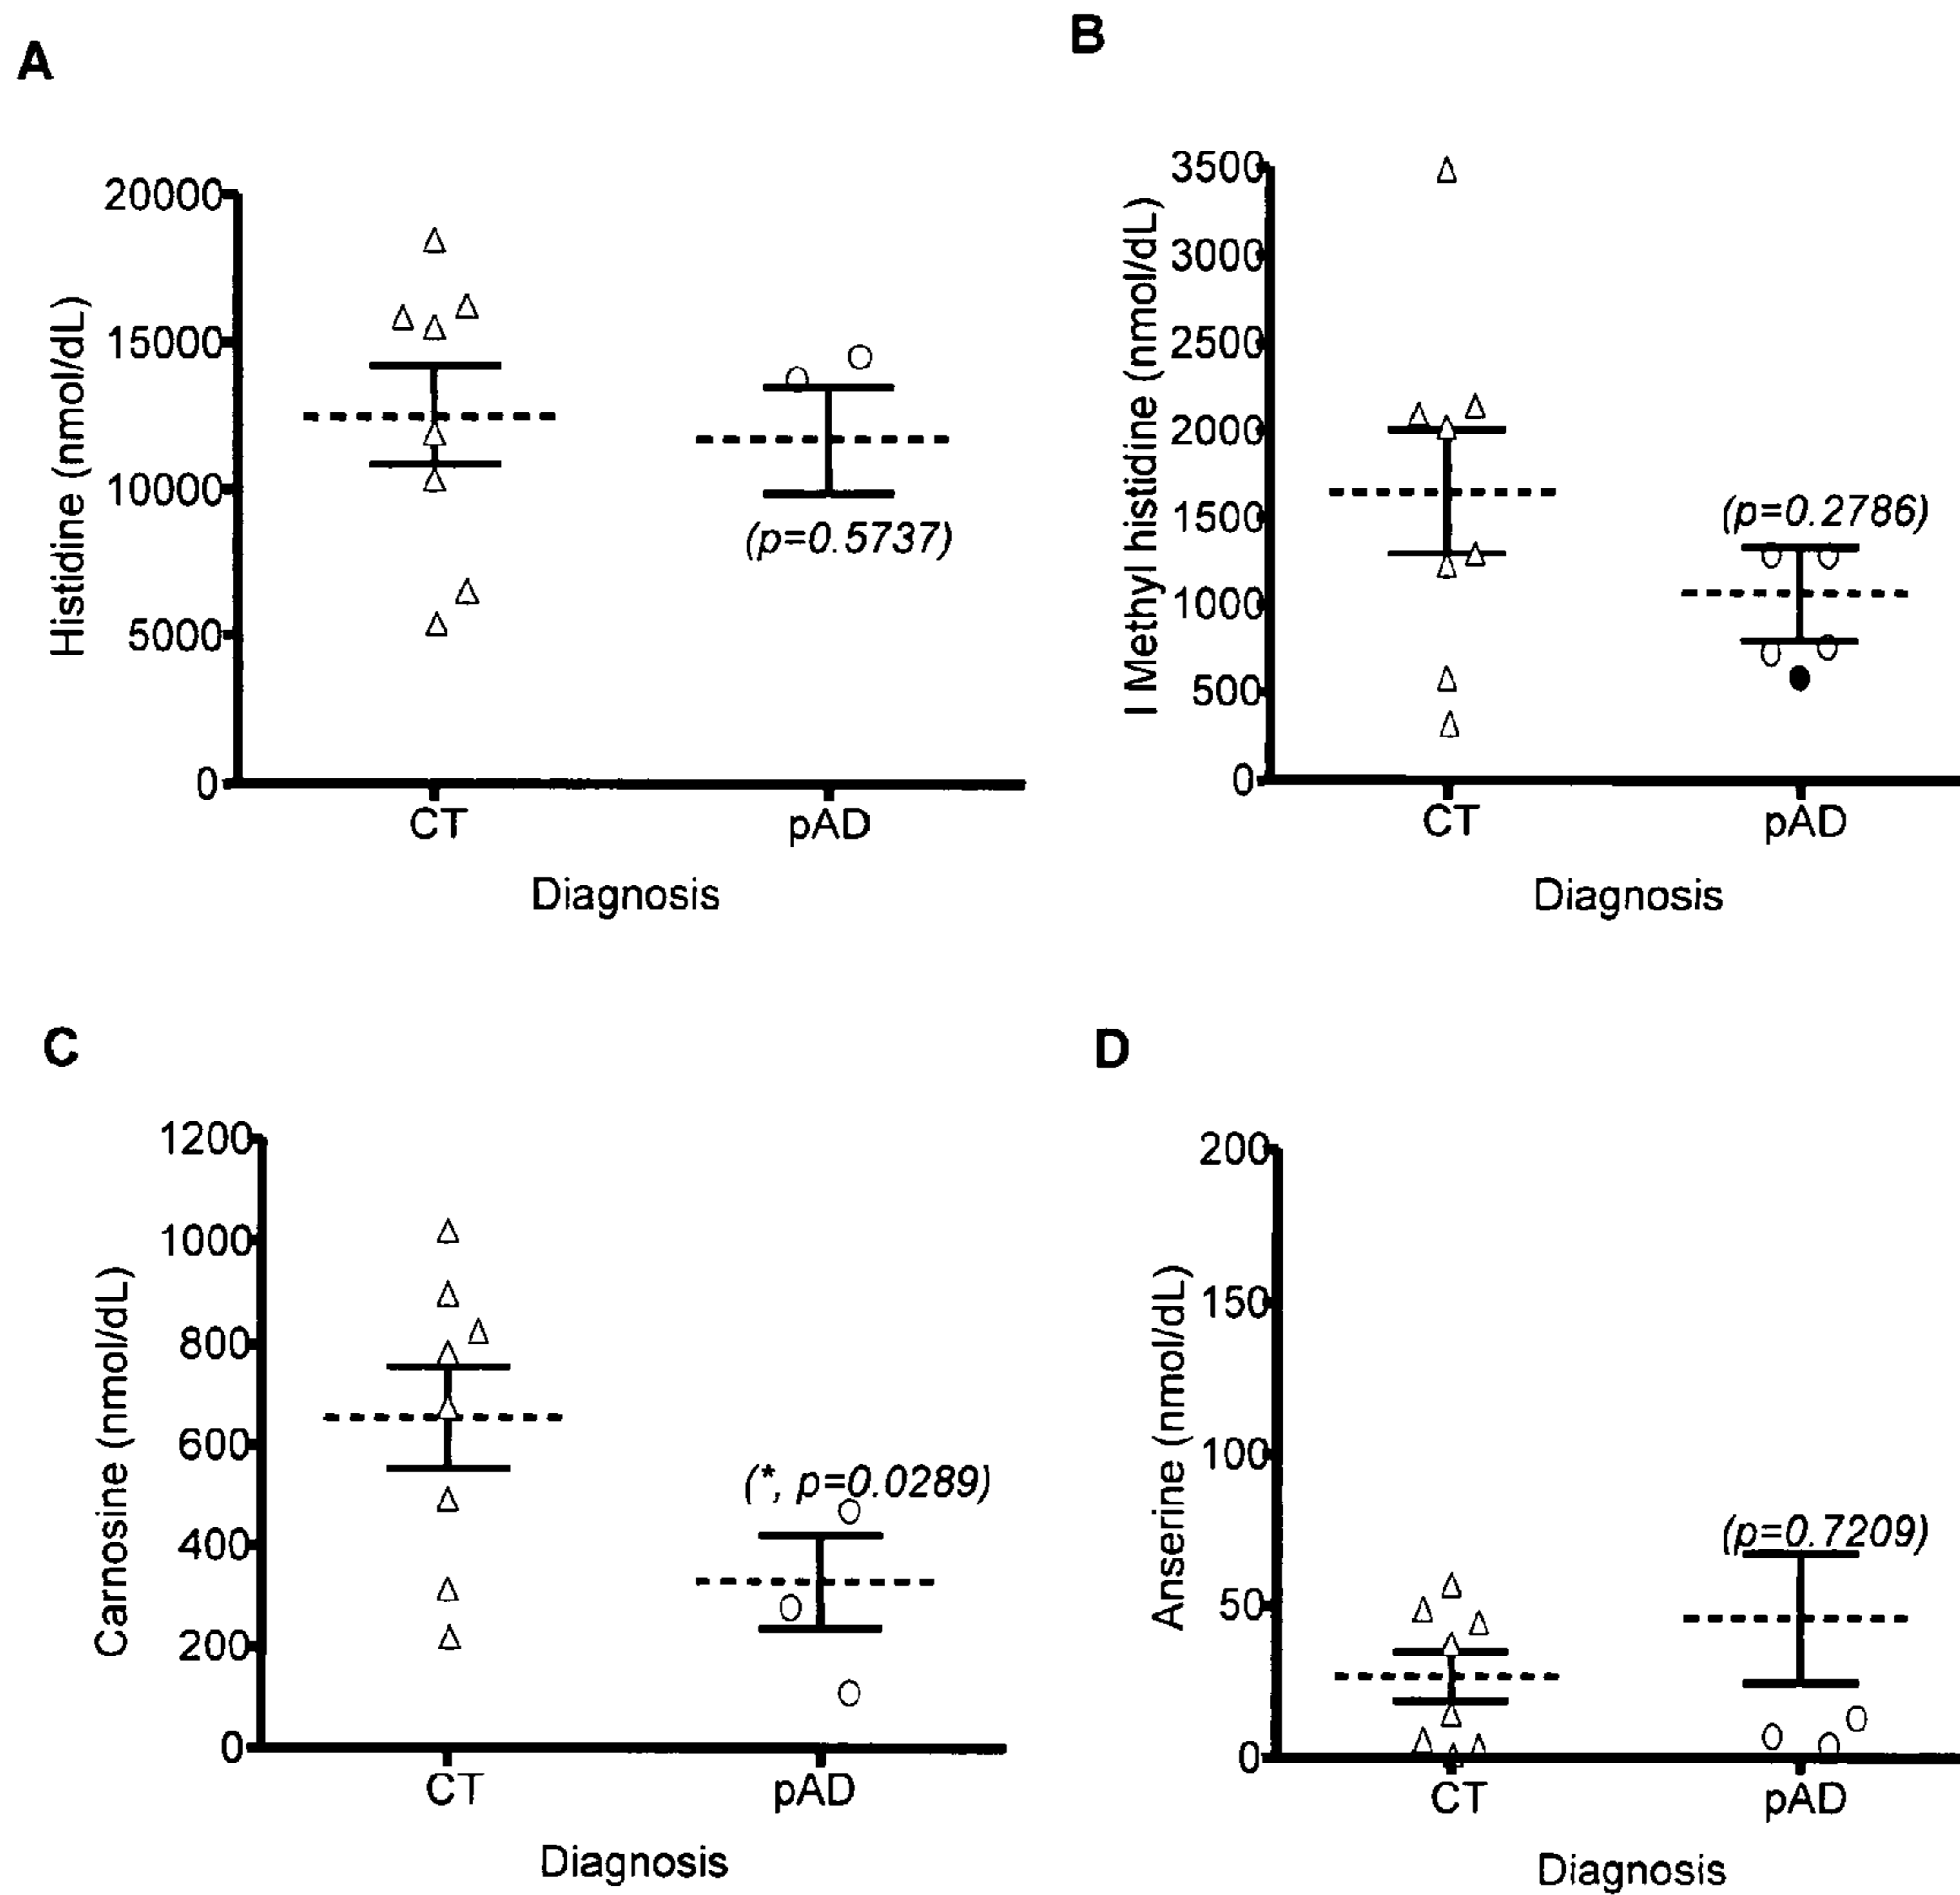 A
20000
15000
10000
5000
0
Histidine (nmol/dL)
(p=0.5737)
CT
pAD
Diagnosis
B
3500
3000
2500
2000
1500
1000
500
0
I Methyl histidine (nmol/dL)
(p=0.2786)
CT
pAD
Diagnosis
C
1200
1000
800
600
400
200
0
Carnosine (nmol/dL)
(*, p=0.0289)
CT
pAD
Diagnosis
D
200
150
100
50
0
Anserine (nmol/dL)
(p=0.7209)
CT
pAD
Diagnosis